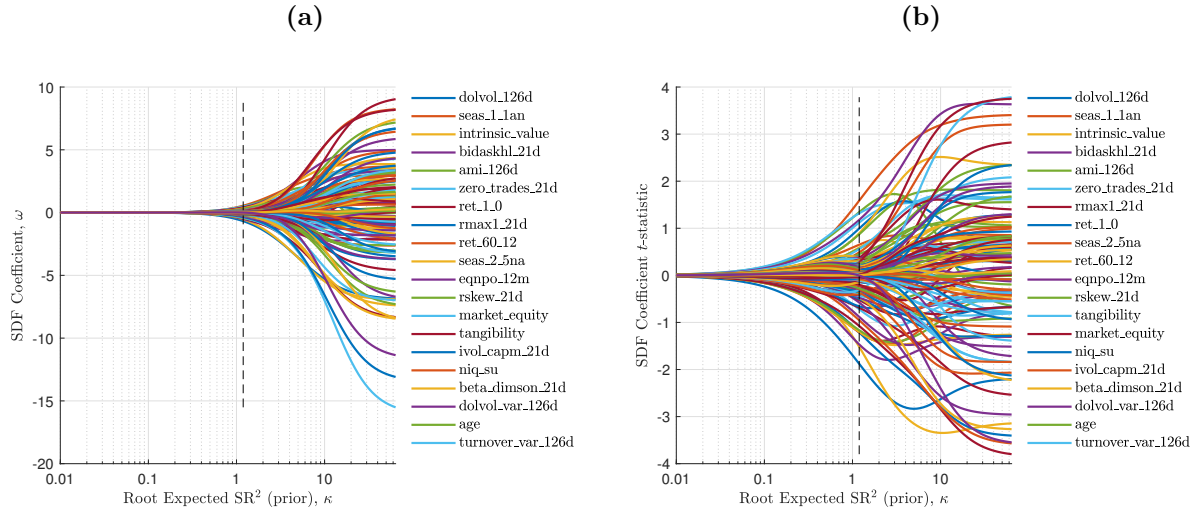 (a)
SDF Coefficient, ω
10
5
0
-5
-10
-15
-20
0.01
0.1
1
10
Root Expected SR² (prior), κ
dolvol_126d
seas_1_1an
intrinsic_value
bidaskhl_21d
ami_126d
zero_trades_21d
ret_1_0
rmax1_21d
ret_60_12
seas_2_5na
eqnpo_12m
rskew_21d
market_equity
tangibility
ivol_capm_21d
niq_su
beta_dimson_21d
dolvol_var_126d
age
turnover_var_126d
(b)
SDF Coefficient t-statistic
4
3
2
1
0
-1
-2
-3
-4
0.01
0.1
1
10
Root Expected SR² (prior), κ
dolvol_126d
seas_1_1an
intrinsic_value
bidaskhl_21d
ami_126d
zero_trades_21d
rmax1_21d
ret_1_0
seas_2_5na
ret_60_12
eqnpo_12m
rskew_21d
tangibility
market_equity
niq_su
ivol_capm_21d
beta_dimson_21d
dolvol_var_126d
age
turnover_var_126d